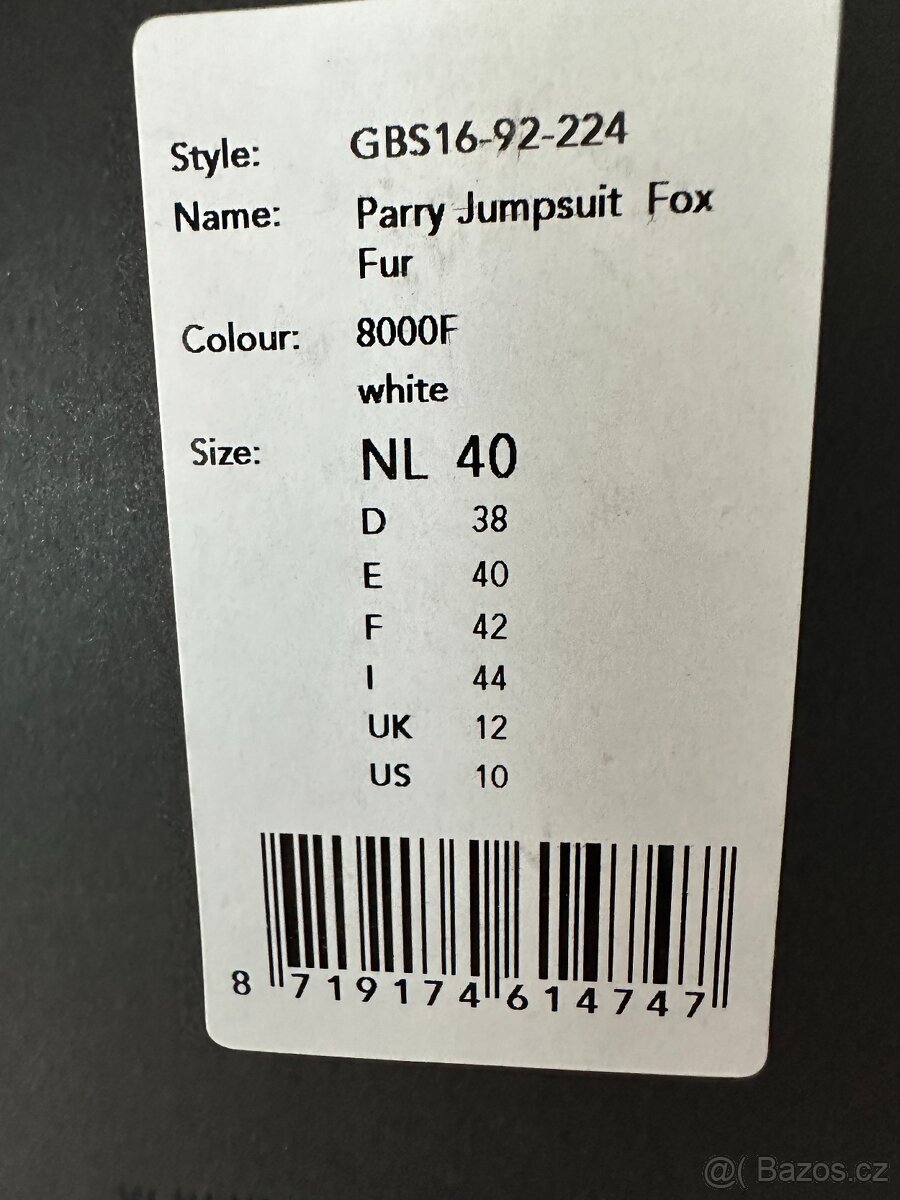 Style: GBS16-92-224
Name: Parry Jumpsuit Fox
Fur
Colour: 8000F
white
Size: NL 40
D 38
E 40
F 42
I 44
UK 12
US 10
8 719174 614747
@( Bazos.cz